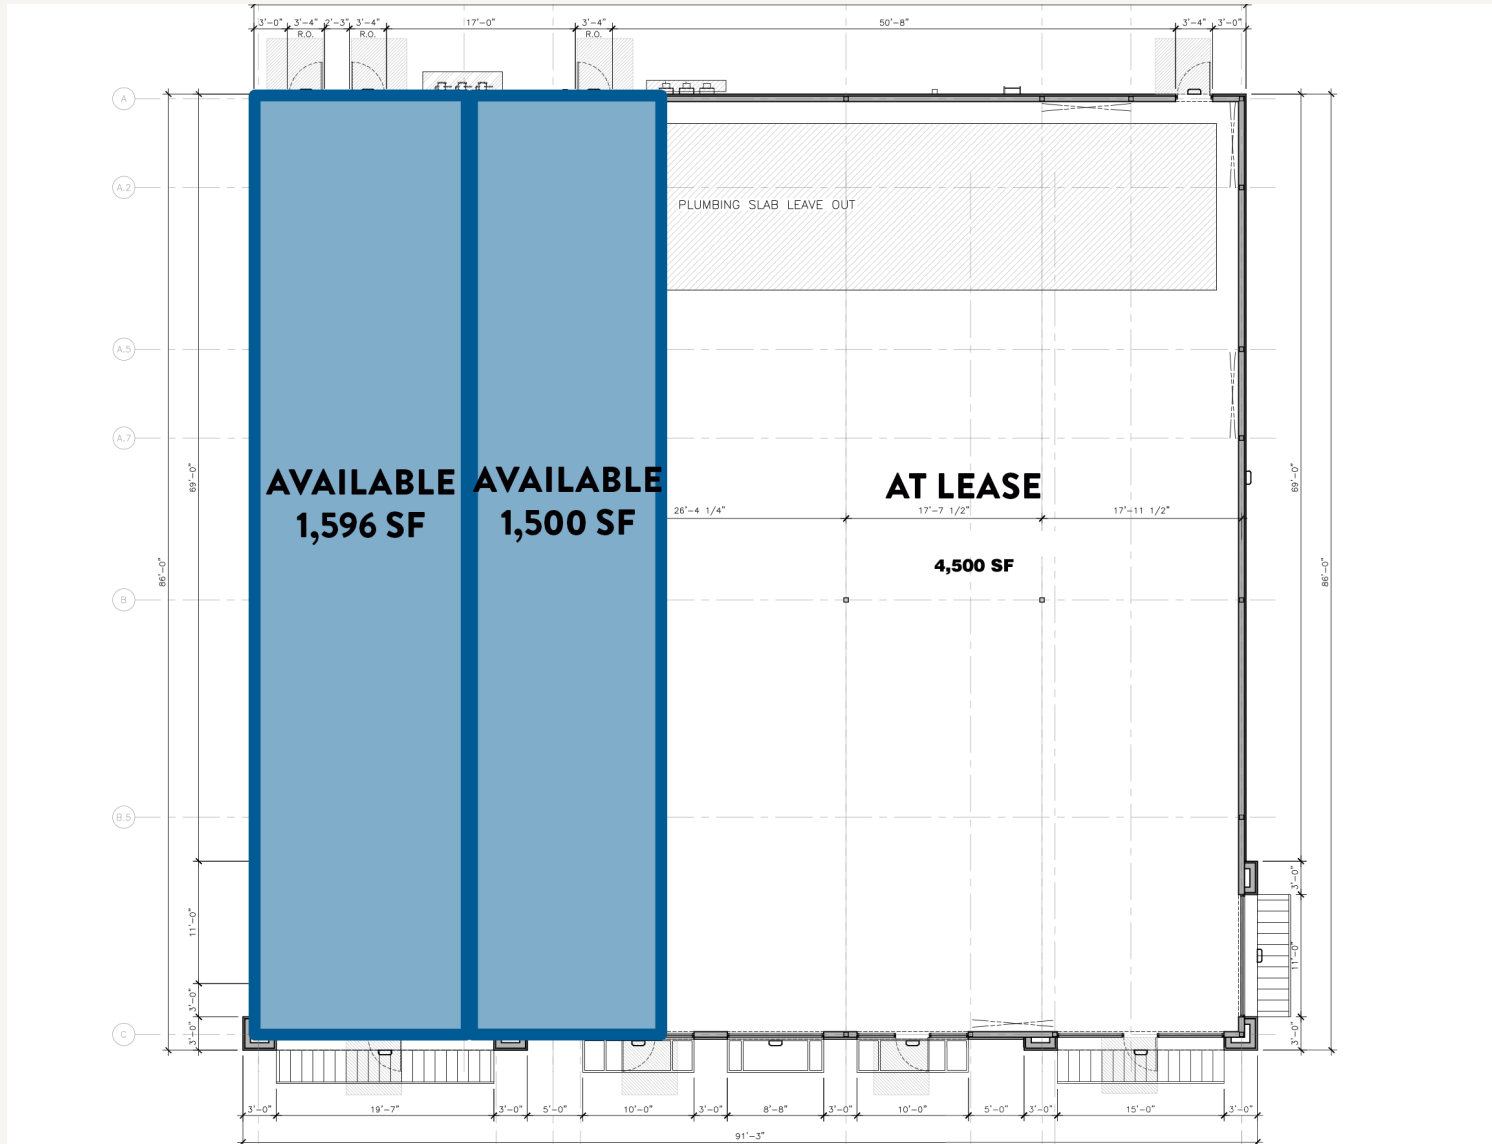 3'-0" 3'-4" 2'-3" 3'-4" 17'-0" 3'-4" 50'-8" 3'-4" 3'-0"
R.O. R.O. R.O.
A
A.2
PLUMBING SLAB LEAVE OUT
A.5
A.7
69'-0"
AVAILABLE
1,596 SF
AVAILABLE
1,500 SF
AT LEASE
26'-4 1/4" 17'-7 1/2" 17'-11 1/2"
4,500 SF
69'-0"
86'-0"
86'-0"
B
B.5
11'-0"
3'-0"
3'-0"
C
3'-0"
11'-0"
3'-0"
3'-0" 19'-7" 3'-0" 5'-0" 10'-0" 3'-0" 8'-8" 3'-0" 10'-0" 5'-0" 3'-0" 15'-0" 3'-0"
91'-3"